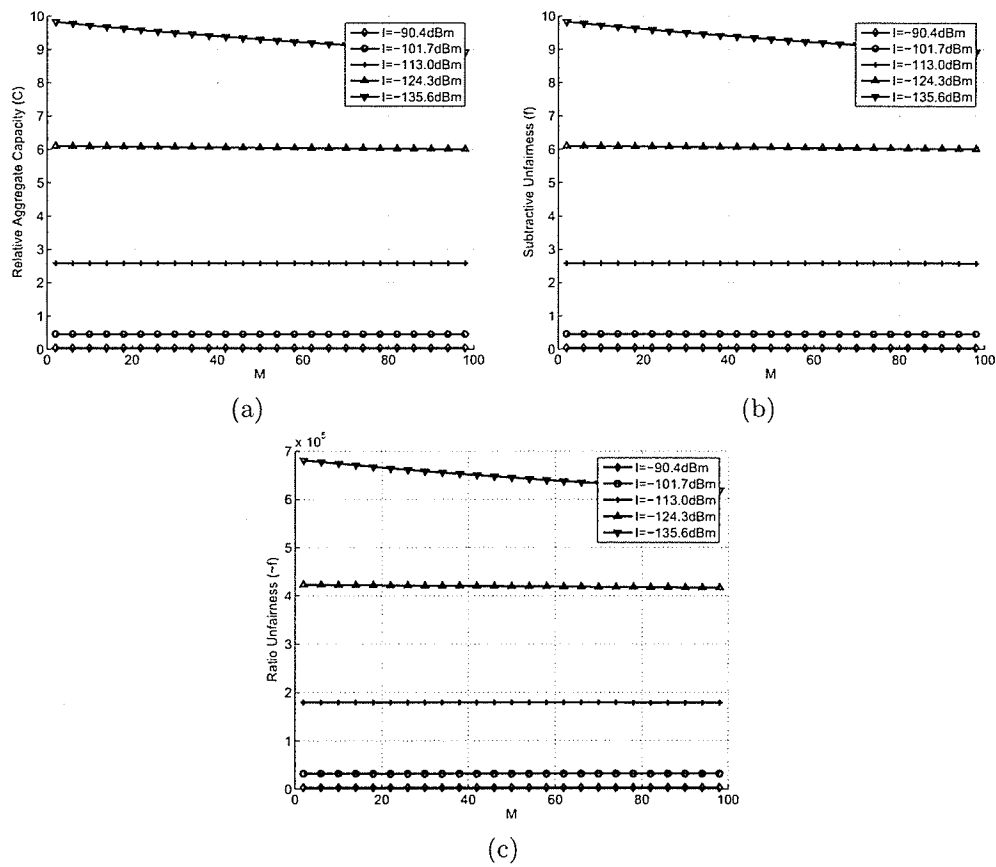 10
9
8
7
6
5
4
3
2
1
0
Relative Aggregate Capacity (C)
0 20 40 60 80 100
M
I=−90.4dBm
I=−101.7dBm
I=−113.0dBm
I=−124.3dBm
I=−135.6dBm
(a)
10
9
8
7
6
5
4
3
2
1
0
Subtractive Unfairness (f)
0 20 40 60 80 100
M
I=−90.4dBm
I=−101.7dBm
I=−113.0dBm
I=−124.3dBm
I=−135.6dBm
(b)
x 10^5
7
6
5
4
3
2
1
0
Ratio Unfairness (~f)
0 20 40 60 80 100
M
I=−90.4dBm
I=−101.7dBm
I=−113.0dBm
I=−124.3dBm
I=−135.6dBm
(c)